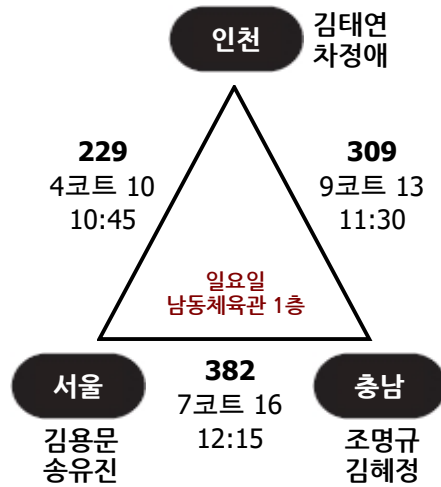 인천
김태연
차정애
229
4코트 10
10:45
309
9코트 13
11:30
일요일
남동체육관 1층
서울
김용문
송유진
382
7코트 16
12:15
충남
조명규
김혜정